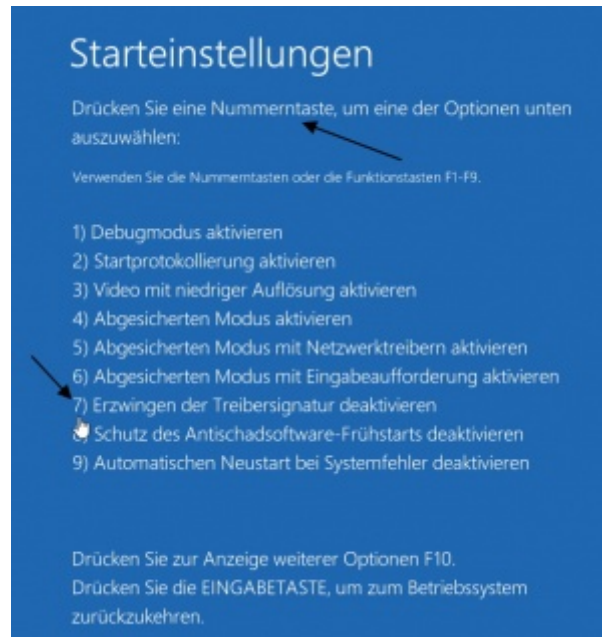 Starteinstellungen
Drücken Sie eine Nummerntaste, um eine der Optionen unten
auszuwählen:
Verwenden Sie die Nummerntasten oder die Funktionstasten F1-F9.
1) Debugmodus aktivieren
2) Startprotokollierung aktivieren
3) Video mit niedriger Auflösung aktivieren
4) Abgesicherten Modus aktivieren
5) Abgesicherten Modus mit Netzwerktreibern aktivieren
6) Abgesicherten Modus mit Eingabeaufforderung aktivieren
7) Erzwingen der Treibersignatur deaktivieren
8) Schutz des Antischadsoftware-Frühstarts deaktivieren
9) Automatischen Neustart bei Systemfehler deaktivieren
Drücken Sie zur Anzeige weiterer Optionen F10.
Drücken Sie die EINGABETASTE, um zum Betriebssystem
zurückzukehren.